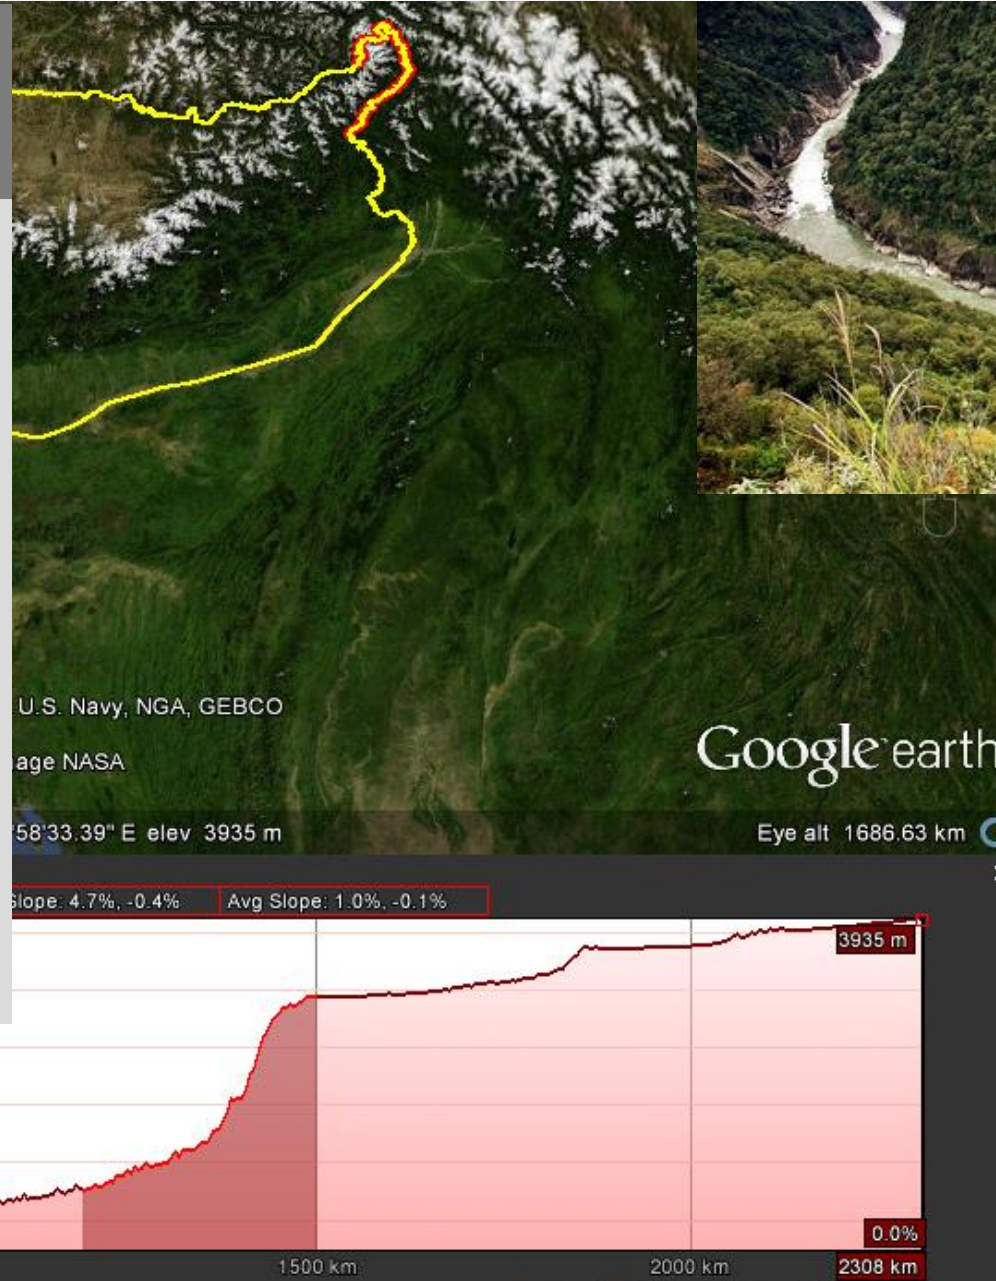 U.S. Navy, NGA, GEBCO
age NASA
Google earth
°58'33.39" E elev 3935 m
Eye alt 1686.63 km
Slope: 4.7%, -0.4%
Avg Slope: 1.0%, -0.1%
3935 m
0.0%
1500 km
2000 km
2308 km